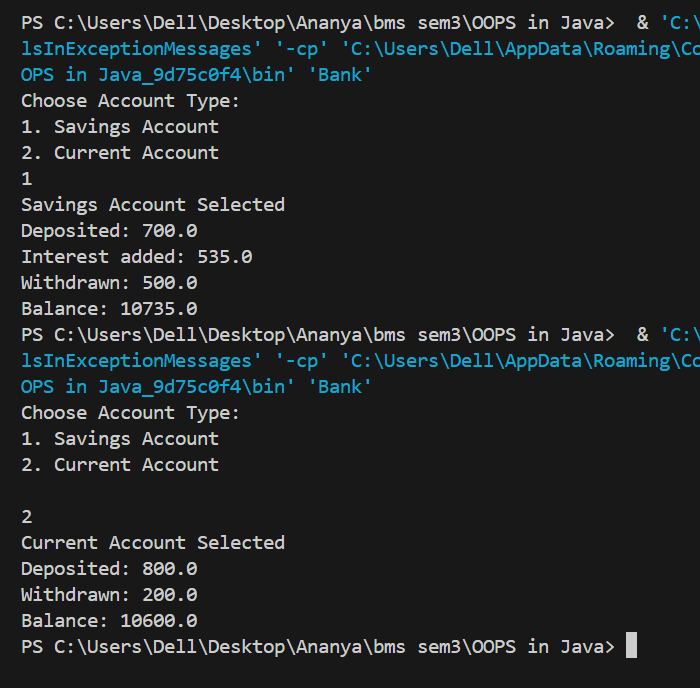 PS C:\Users\Dell\Desktop\Ananya\bms sem3\OOPS in Java>  & 'C:\
lsInExceptionMessages' '-cp' 'C:\Users\Dell\AppData\Roaming\Co
OPS in Java_9d75c0f4\bin' 'Bank'
Choose Account Type:
1. Savings Account
2. Current Account
1
Savings Account Selected
Deposited: 700.0
Interest added: 535.0
Withdrawn: 500.0
Balance: 10735.0
PS C:\Users\Dell\Desktop\Ananya\bms sem3\OOPS in Java>  & 'C:\
lsInExceptionMessages' '-cp' 'C:\Users\Dell\AppData\Roaming\Co
OPS in Java_9d75c0f4\bin' 'Bank'
Choose Account Type:
1. Savings Account
2. Current Account

2
Current Account Selected
Deposited: 800.0
Withdrawn: 200.0
Balance: 10600.0
PS C:\Users\Dell\Desktop\Ananya\bms sem3\OOPS in Java>